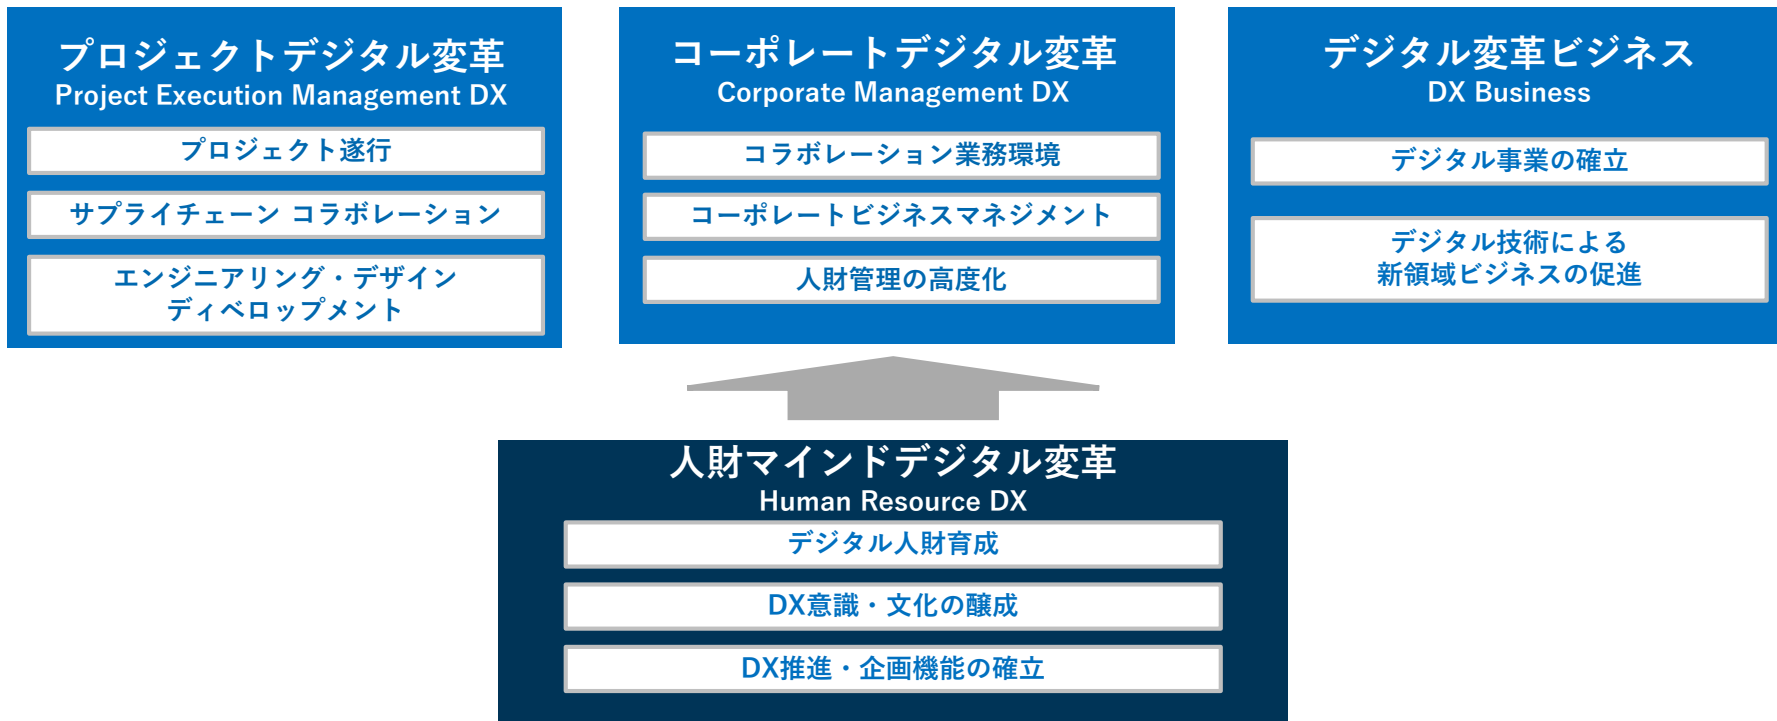 プロジェクトデジタル変革
Project Execution Management DX
プロジェクト遂行
サプライチェーン コラボレーション
エンジニアリング・デザイン
ディベロップメント
コーポレートデジタル変革
Corporate Management DX
コラボレーション業務環境
コーポレートビジネスマネジメント
人財管理の高度化
デジタル変革ビジネス
DX Business
デジタル事業の確立
デジタル技術による
新領域ビジネスの促進
人財マインドデジタル変革
Human Resource DX
デジタル人財育成
DX意識・文化の醸成
DX推進・企画機能の確立